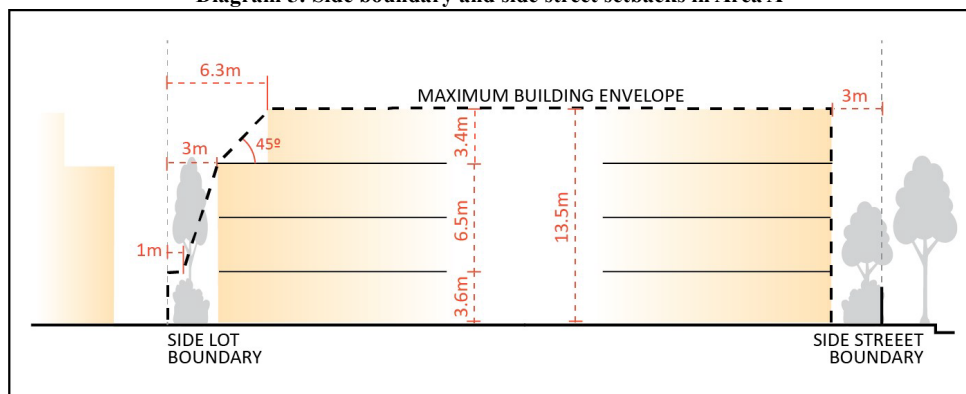 Diagram 3: Side boundary and side street setbacks in Area A
6.3m
MAXIMUM BUILDING ENVELOPE
3m
45º
3.4m
3m
6.5m
13.5m
1m
3.6m
SIDE LOT
BOUNDARY
SIDE STREEET
BOUNDARY